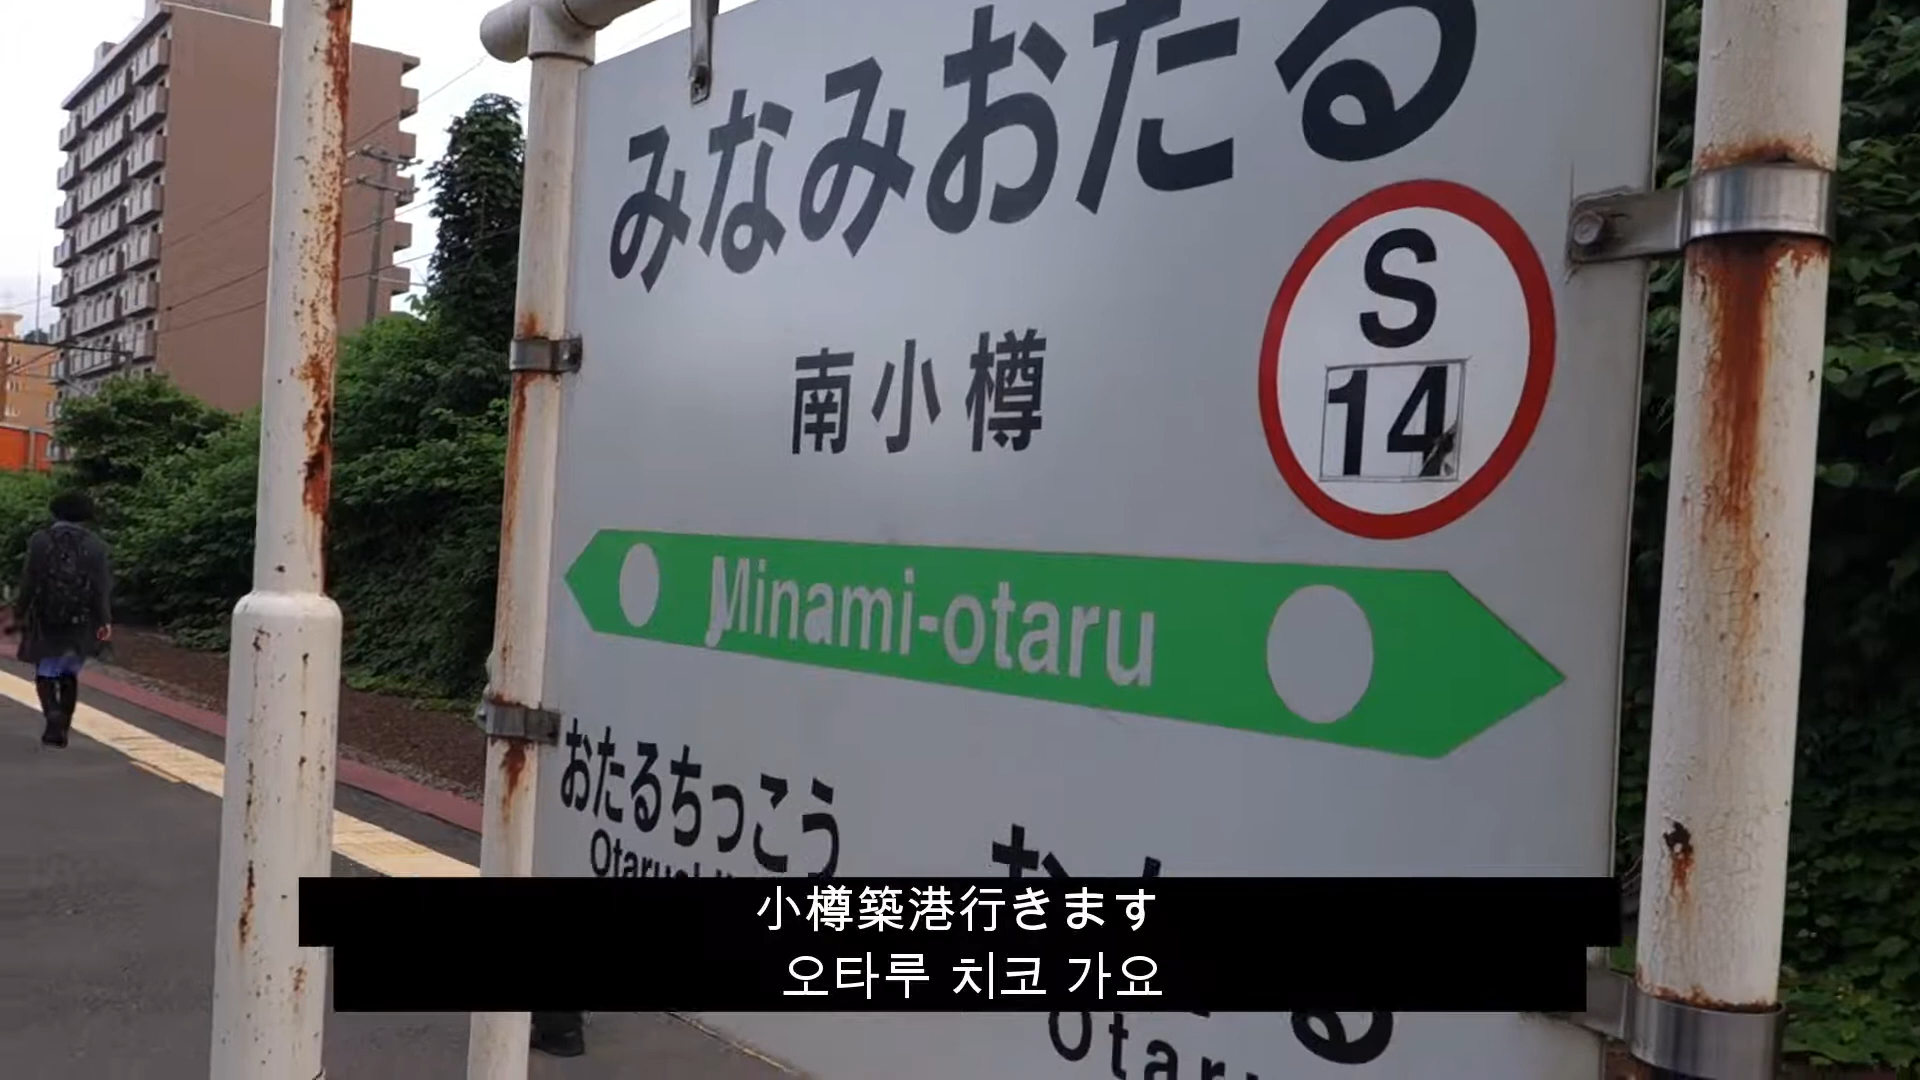 みなみおたる
S
14
南小樽
Minami-otaru
おたるちっこう
小樽築港行きます
오타루 치코 가요